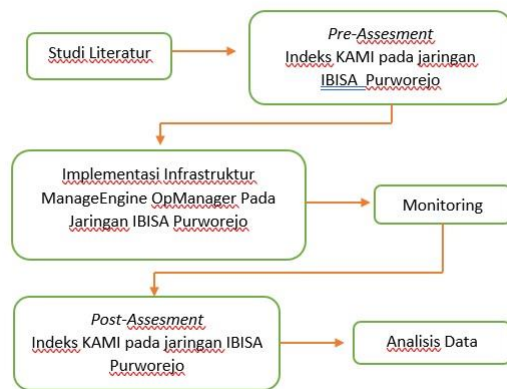 Studi Literatur
Pre-Assesment
Indeks KAMI pada jaringan
IBISA Purworejo
Implementasi Infrastruktur
ManageEngine OpManager Pada
Jaringan IBISA Purworejo
Monitoring
Post-Assesment
Indeks KAMI pada jaringan IBISA
Purworejo
Analisis Data